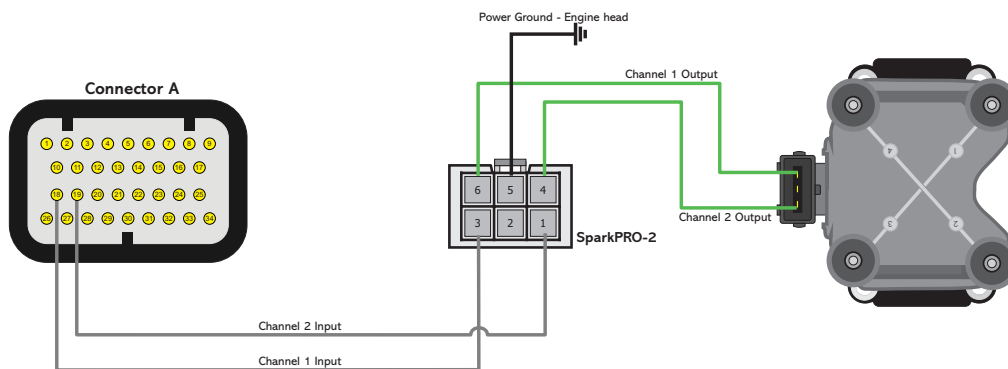 Power Ground - Engine head
Channel 1 Output
Connector A
1 2 3 4 5 6 7 8 9
10 11 12 13 14 15 16 17
18 19 20 21 22 23 24 25
26 27 28 29 30 31 32 33 34
6 5 4
3 2 1
SparkPRO-2
Channel 2 Output
4 1
3 2
Channel 2 Input
Channel 1 Input